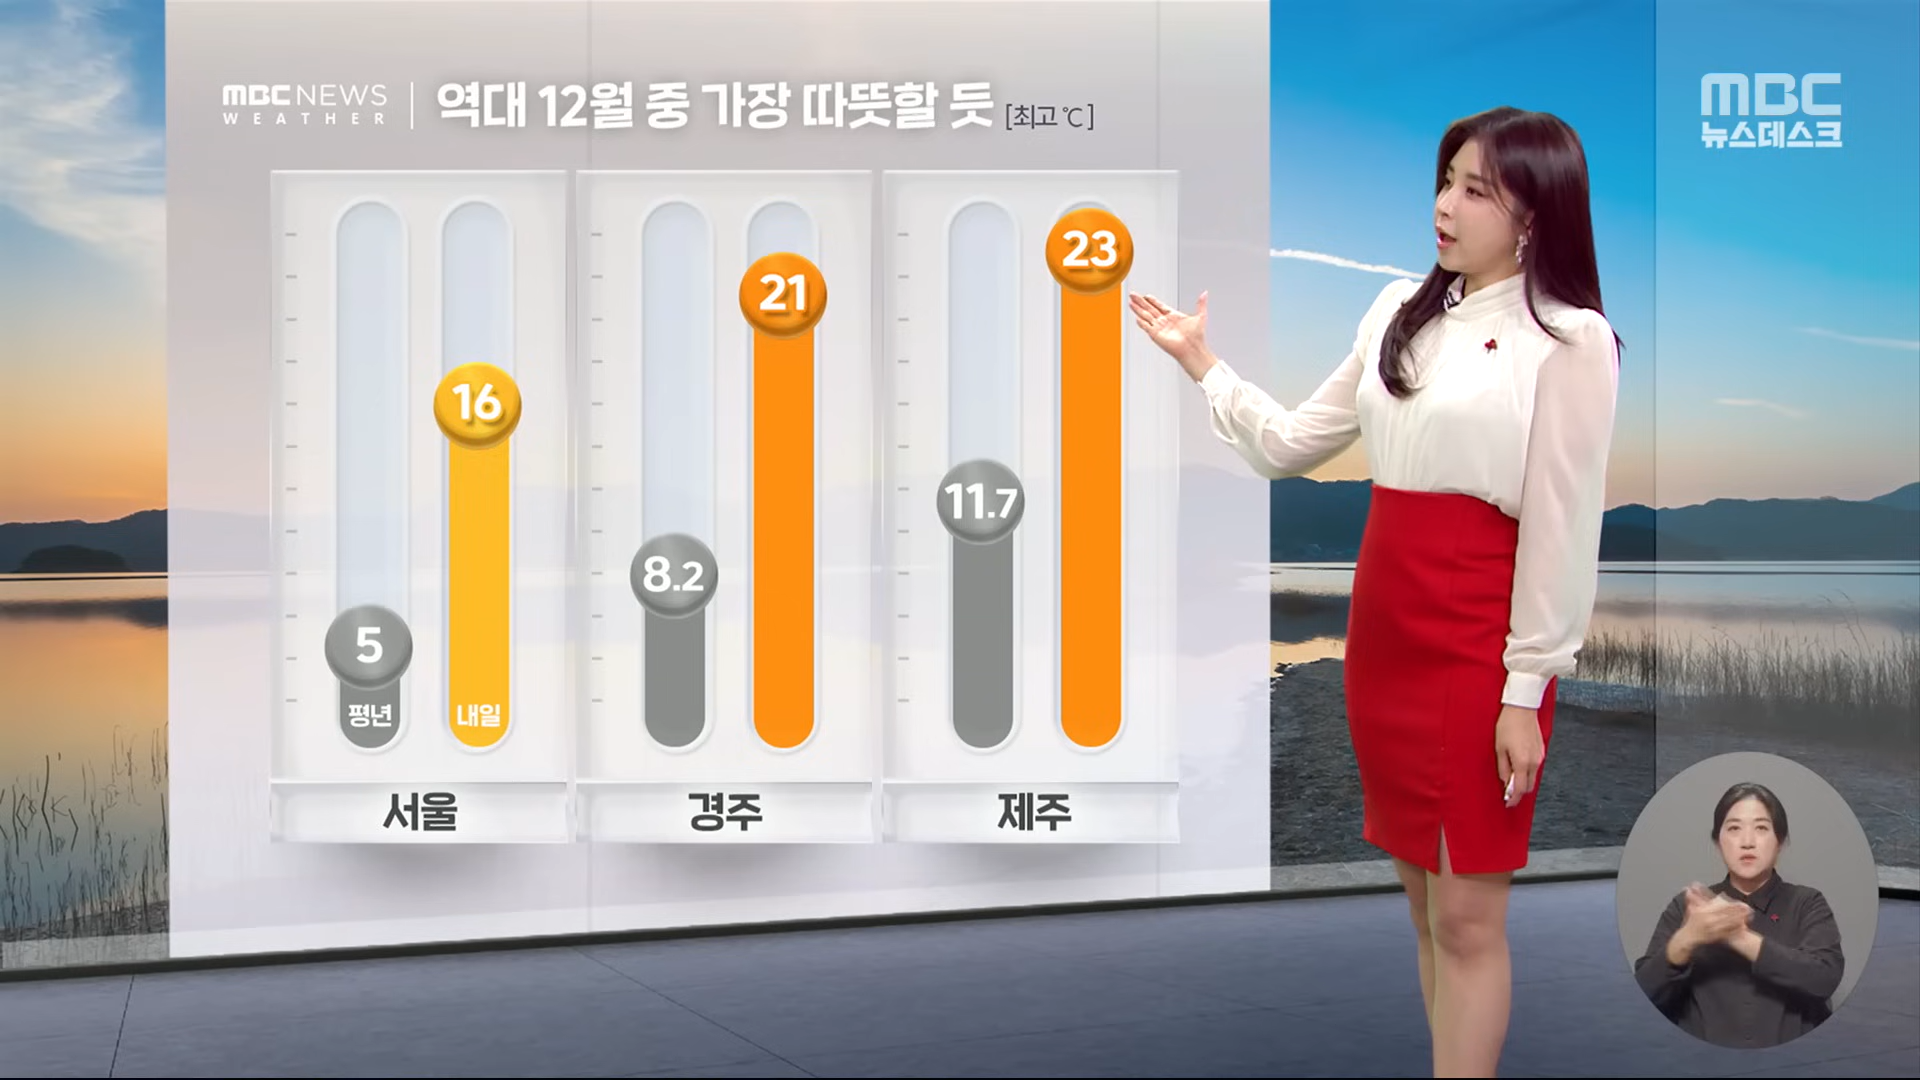 MBC NEWS
WEATHER
역대 12월 중 가장 따뜻할 듯 [최고 ℃]
MBC
뉴스데스크
5
평년
16
내일
서울
8.2
21
경주
11.7
23
제주